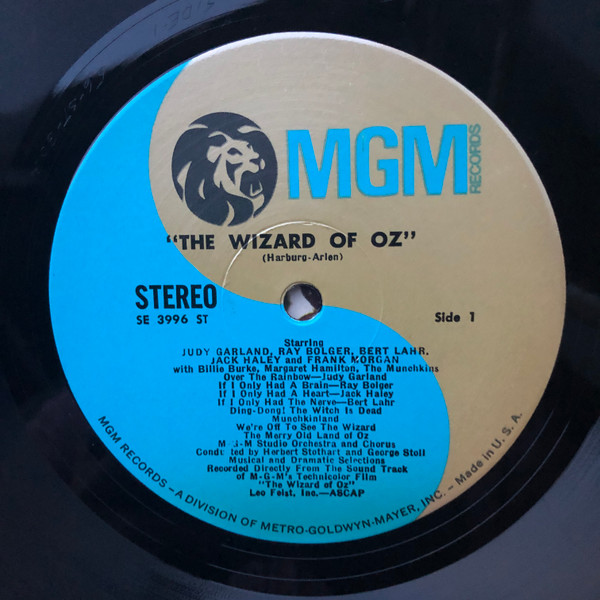 MGM
RECORDS
"THE WIZARD OF OZ"
(Harburg-Arlen)
STEREO
SE 3996 ST
Side 1
Starring
JUDY GARLAND, RAY BOLGER, BERT LAHR,
JACK HALEY and FRANK MORGAN
with Billie Burke, Margaret Hamilton, The Munchkins
Over The Rainbow—Judy Garland
If I Only Had A Brain—Ray Bolger
If I Only Had A Heart—Jack Haley
If I Only Had The Nerve—Bert Lahr
Ding-Dong! The Witch Is Dead
Munchkinland
We're Off To See The Wizard
The Merry Old Land of Oz
M-G-M Studio Orchestra and Chorus
Conducted by Herbert Stothart and George Stoll
Musical and Dramatic Selections
Recorded Directly From The Sound Track
of M-G-M's Technicolor Film
"The Wizard of Oz"
Leo Feist, Inc.—ASCAP
MGM RECORDS – A DIVISION OF METRO-GOLDWYN-MAYER, INC. – Made in U. S. A.